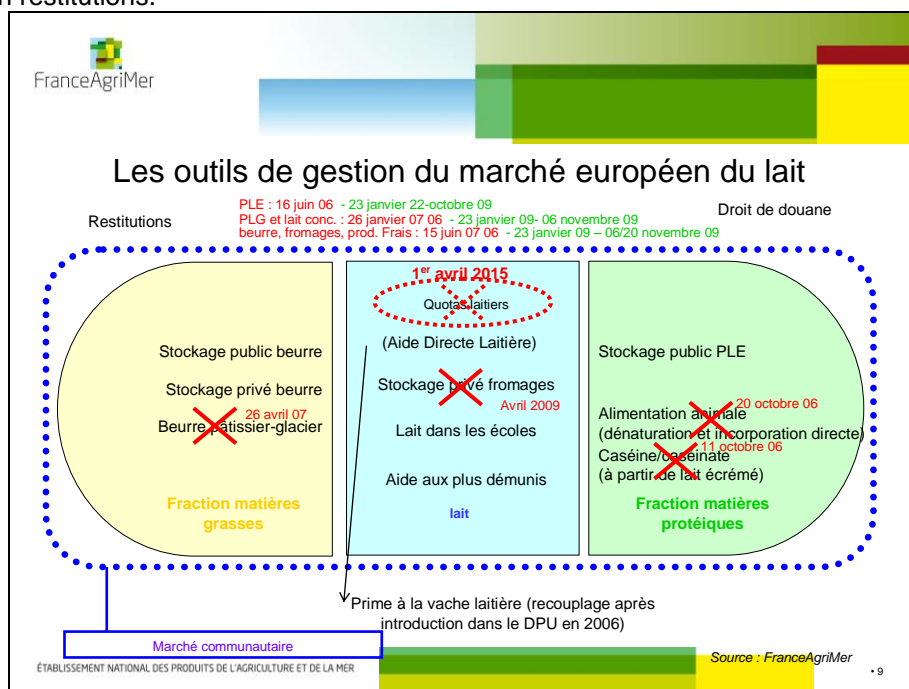 n restitutions.
FranceAgriMer
Les outils de gestion du marché européen du lait
Restitutions
PLE : 16 juin 06 - 23 janvier 22-octobre 09
PLG et lait conc. : 26 janvier 07 06 - 23 janvier 09- 06 novembre 09
beurre, fromages, prod. Frais : 15 juin 07 06 - 23 janvier 09 – 06/20 novembre 09
Droit de douane
Stockage public beurre
Stockage privé beurre
26 avril 07
Beurre pâtissier-glacier
Fraction matières
grasses
1er avril 2015
Quotas laitiers
(Aide Directe Laitière)
Stockage privé fromages
Avril 2009
Lait dans les écoles
Aide aux plus démunis
lait
Stockage public PLE
20 octobre 06
Alimentation animale
(dénaturation et incorporation directe)
11 octobre 06
Caséine/caséinate
(à partir de lait écrémé)
Fraction matières
protéiques
Prime à la vache laitière (recouplage après
introduction dans le DPU en 2006)
Marché communautaire
ÉTABLISSEMENT NATIONAL DES PRODUITS DE L'AGRICULTURE ET DE LA MER
Source : FranceAgriMer
• 9